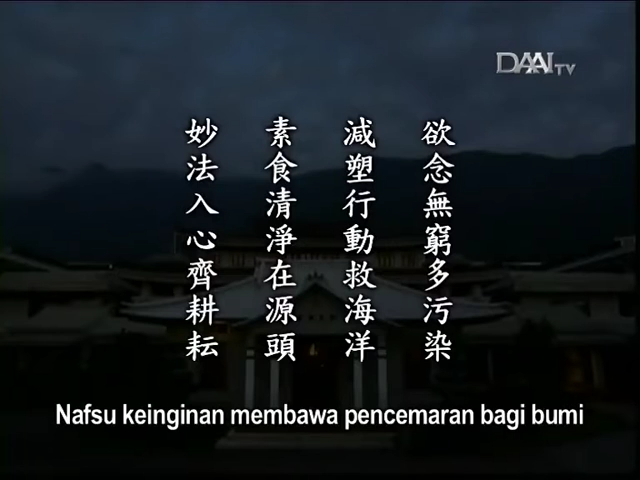 DAAI TV
欲念無窮多污染
減塑行動救海洋
素食清淨在源頭
妙法入心齊耕耘
Nafsu keinginan membawa pencemaran bagi bumi